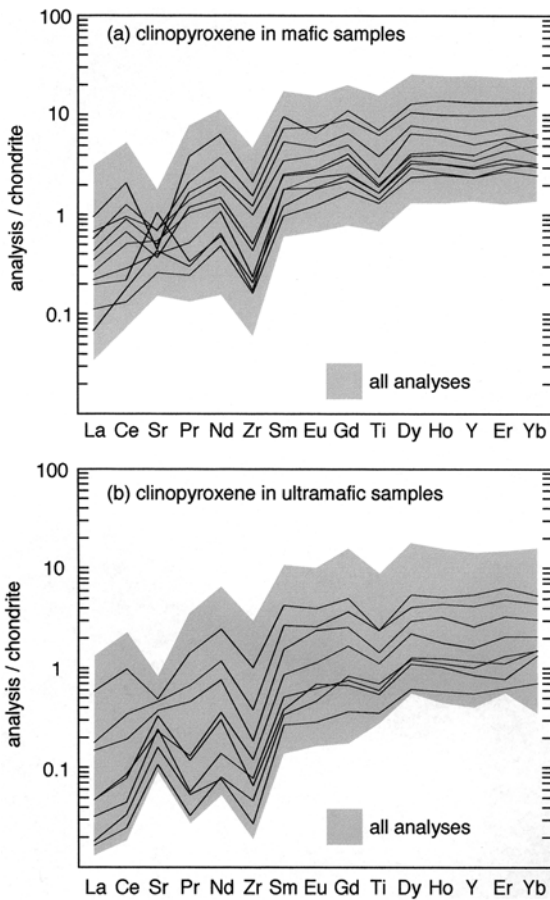 100
(a) clinopyroxene in mafic samples
10
1
0.1
analysis / chondrite
all analyses
La Ce Sr Pr Nd Zr Sm Eu Gd Ti Dy Ho Y Er Yb
100
(b) clinopyroxene in ultramafic samples
10
1
0.1
analysis / chondrite
all analyses
La Ce Sr Pr Nd Zr Sm Eu Gd Ti Dy Ho Y Er Yb